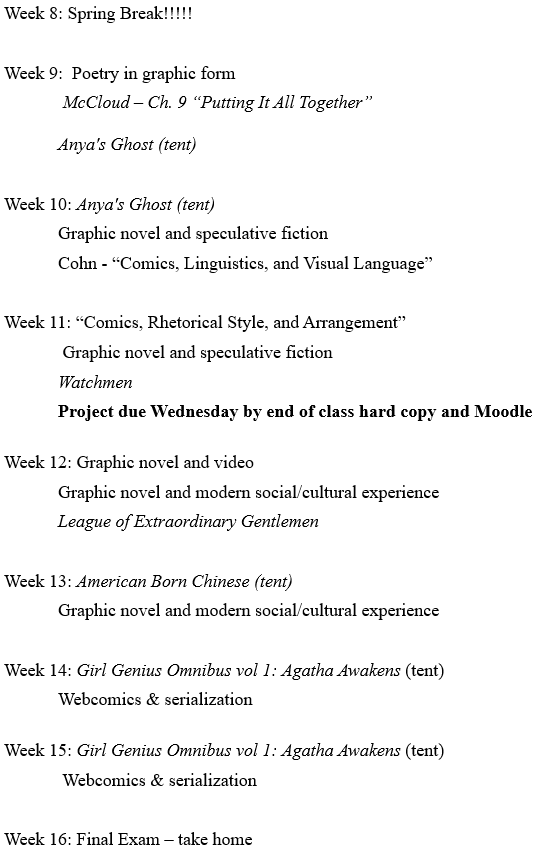 Week 8: Spring Break!!!!!
Week 9:  Poetry in graphic form
McCloud – Ch. 9 “Putting It All Together”
Anya's Ghost (tent)
Week 10: Anya's Ghost (tent)
Graphic novel and speculative fiction
Cohn - “Comics, Linguistics, and Visual Language”
Week 11: “Comics, Rhetorical Style, and Arrangement”
Graphic novel and speculative fiction
Watchmen
Project due Wednesday by end of class hard copy and Moodle
Week 12: Graphic novel and video
Graphic novel and modern social/cultural experience
League of Extraordinary Gentlemen
Week 13: American Born Chinese (tent)
Graphic novel and modern social/cultural experience
Week 14: Girl Genius Omnibus vol 1: Agatha Awakens (tent)
Webcomics & serialization
Week 15: Girl Genius Omnibus vol 1: Agatha Awakens (tent)
Webcomics & serialization
Week 16: Final Exam – take home